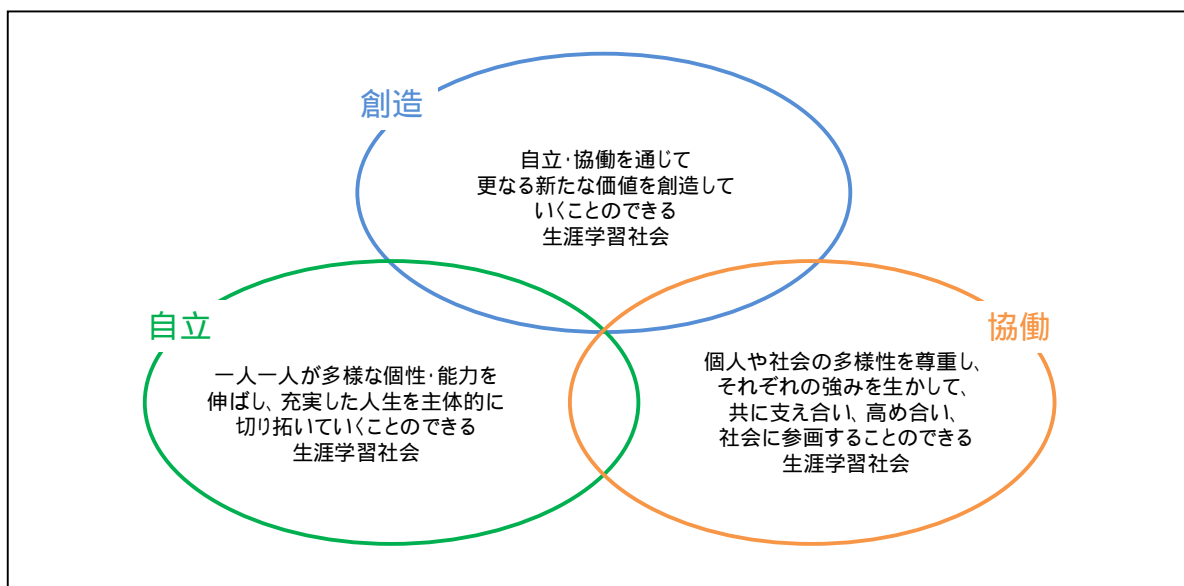 創造
自立・協働を通じて
更なる新たな価値を創造して
いくことのできる
生涯学習社会
自立
一人一人が多様な個性・能力を
伸ばし、充実した人生を主体的に
切り拓いていくことのできる
生涯学習社会
協働
個人や社会の多様性を尊重し、
それぞれの強みを生かして、
共に支え合い、高め合い、
社会に参画することのできる
生涯学習社会